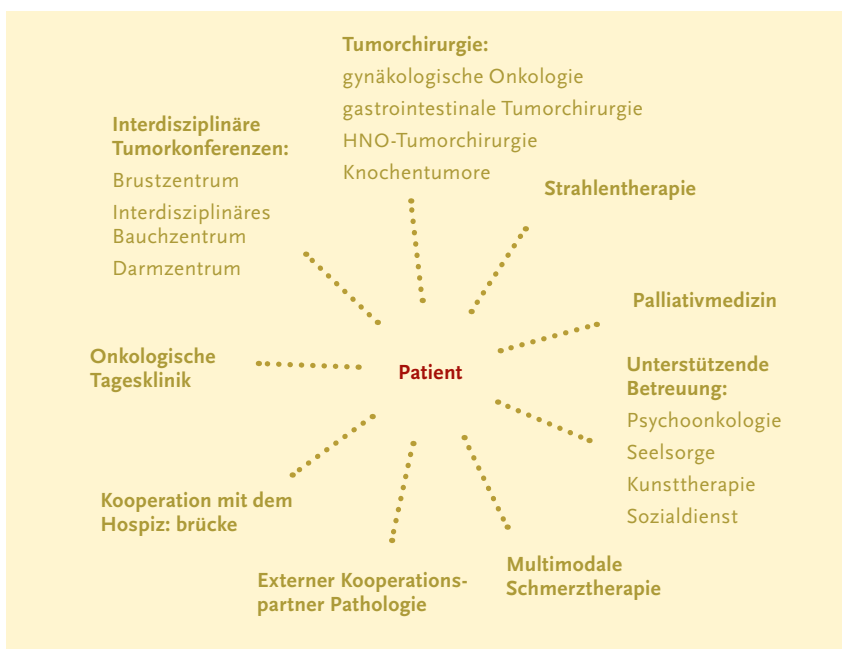 Tumorchirurgie:
gynäkologische Onkologie
gastrointestinale Tumorchirurgie
HNO-Tumorchirurgie
Knochentumore
Interdisziplinäre
Tumorkonferenzen:
Brustzentrum
Interdisziplinäres
Bauchzentrum
Darmzentrum
Strahlentherapie
Palliativmedizin
Onkologische
Tagesklinik
Patient
Unterstützende
Betreuung:
Psychoonkologie
Seelsorge
Kunsttherapie
Sozialdienst
Kooperation mit dem
Hospiz: brücke
Externer Kooperations-
partner Pathologie
Multimodale
Schmerztherapie